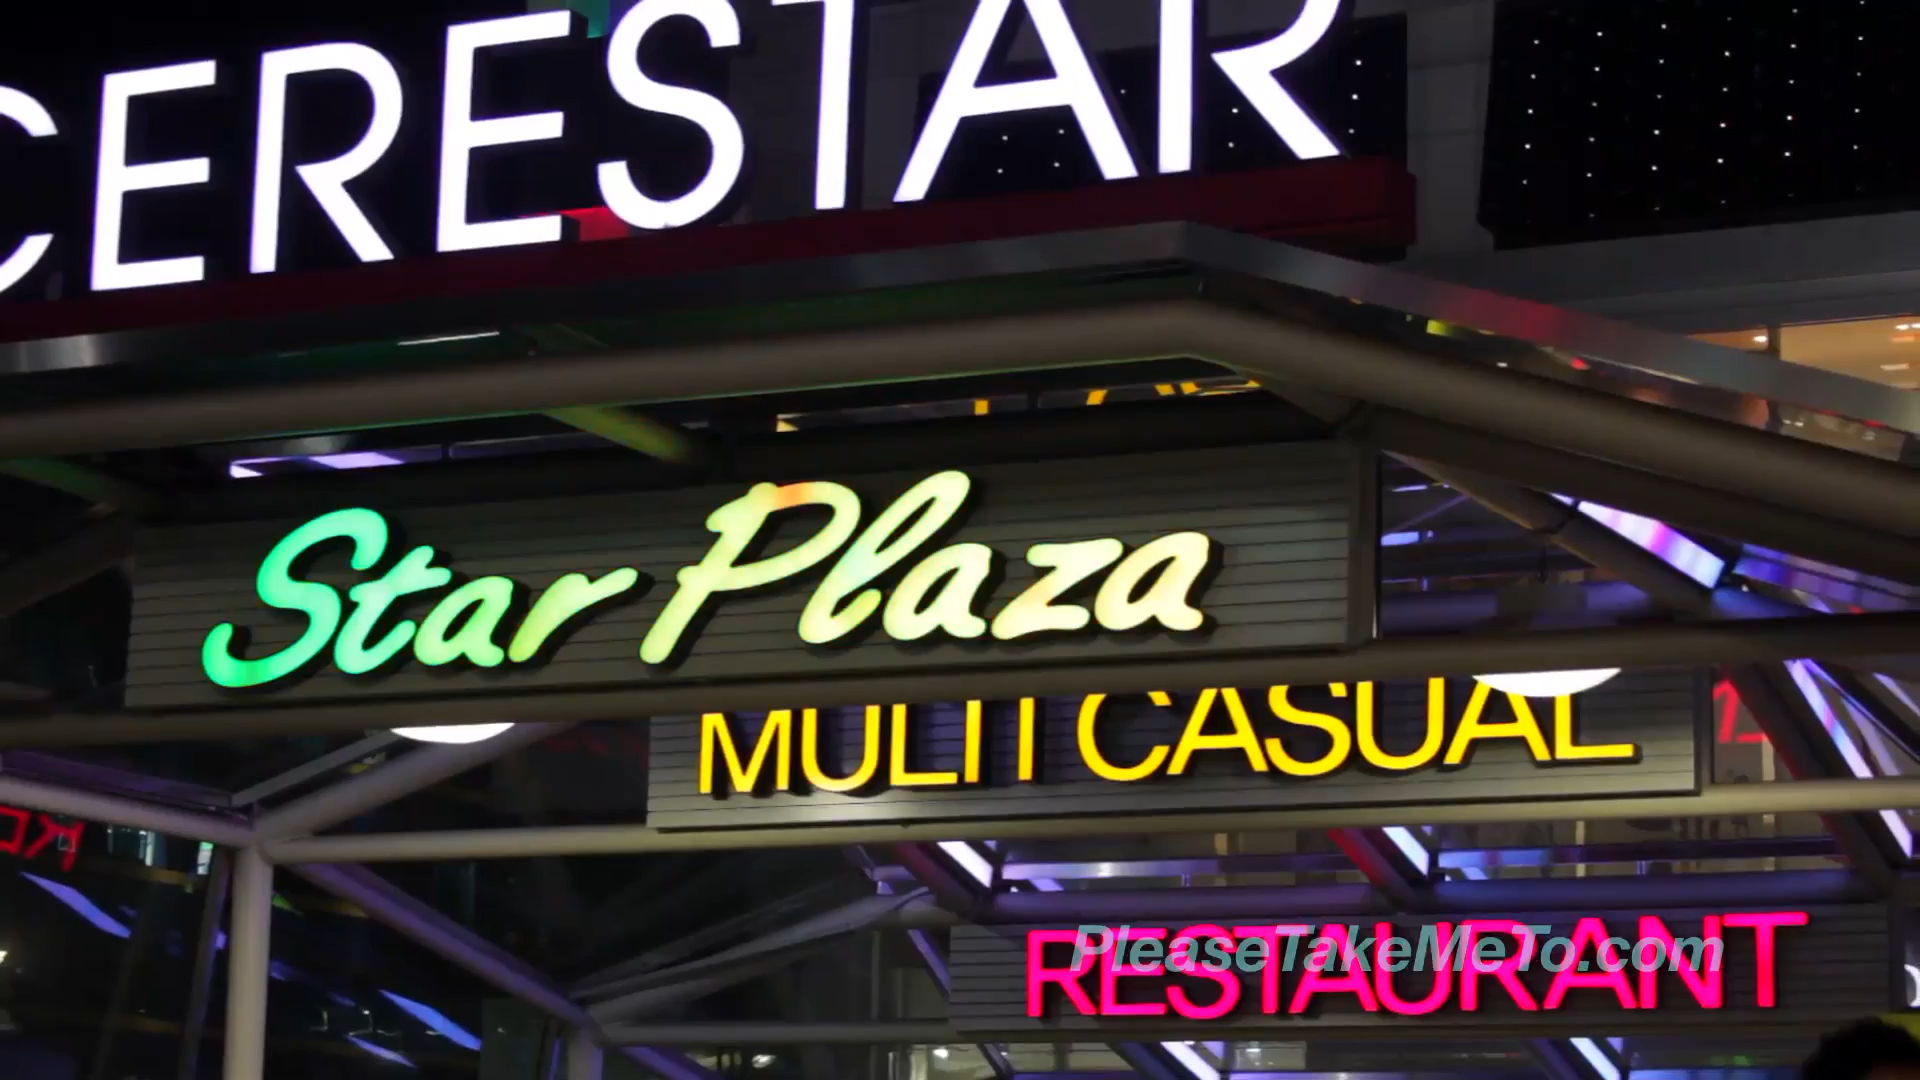 CERESTAR
Star Plaza
MULTI CASUAL
RESTAURANT
PleaseTakeMeTo.com